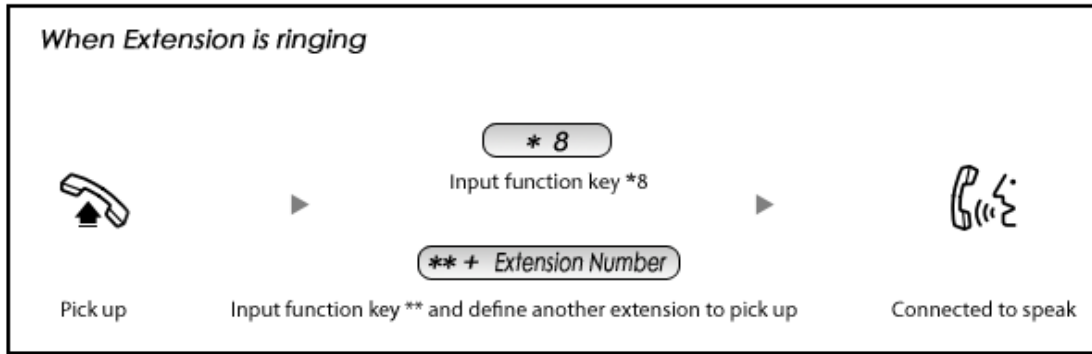 When Extension is ringing
* 8
Input function key *8
** + Extension Number
Pick up
Input function key ** and define another extension to pick up
Connected to speak